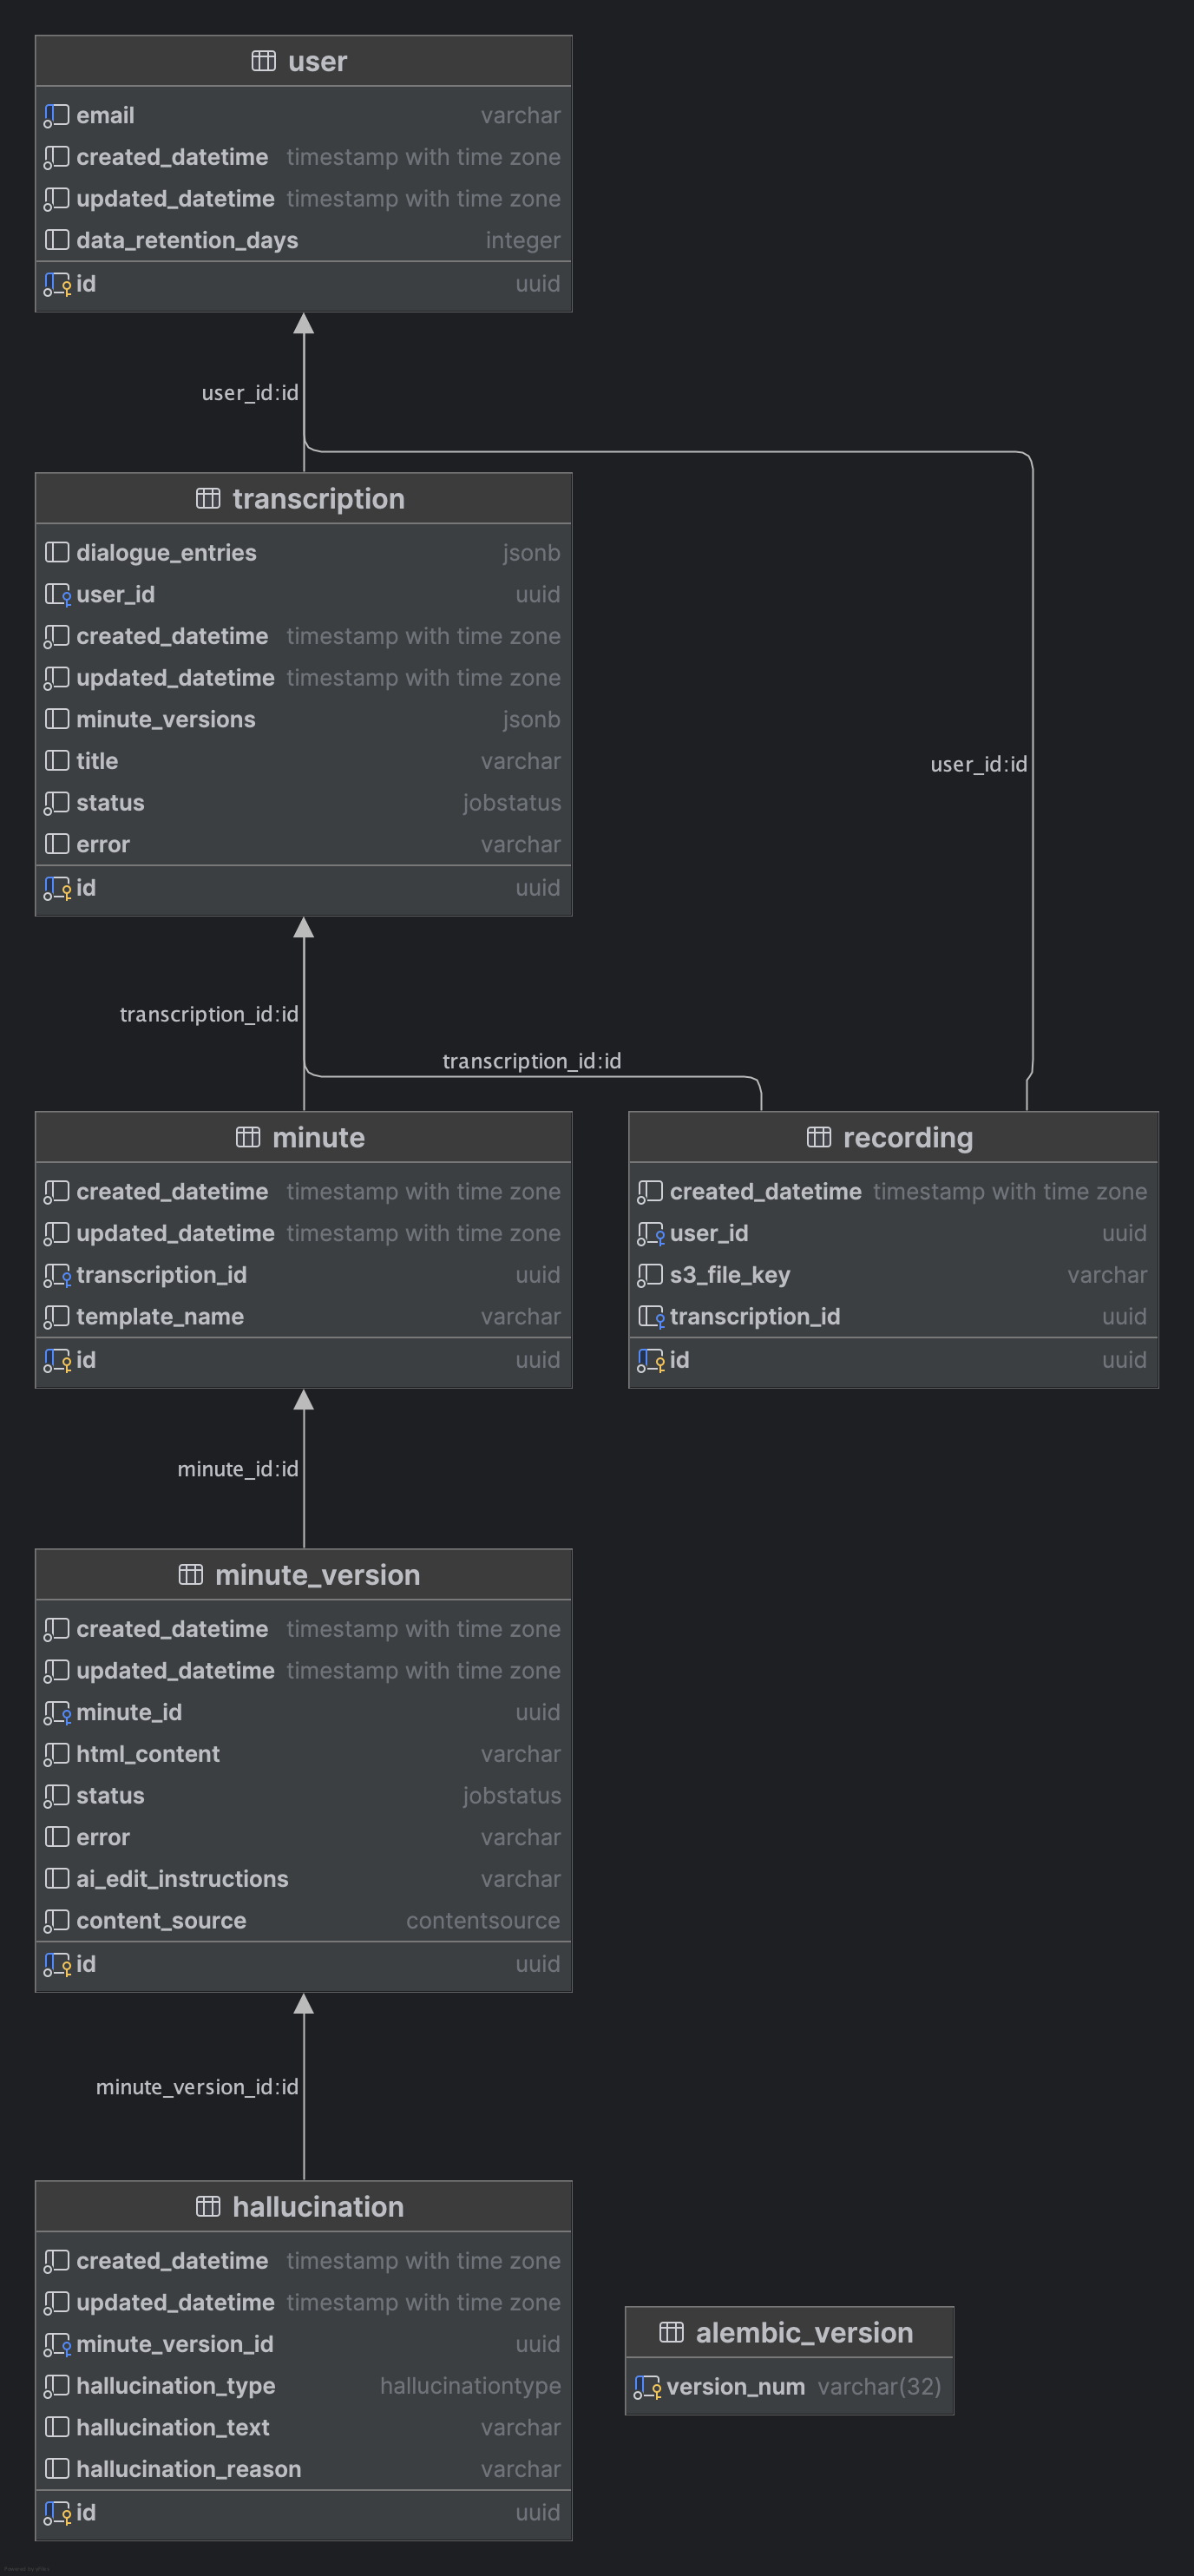 user
email varchar
created_datetime timestamp with time zone
updated_datetime timestamp with time zone
data_retention_days integer
id uuid
user_id:id
transcription
dialogue_entries jsonb
user_id uuid
created_datetime timestamp with time zone
updated_datetime timestamp with time zone
minute_versions jsonb
title varchar
status jobstatus
error varchar
id uuid
user_id:id
transcription_id:id
transcription_id:id
minute
created_datetime timestamp with time zone
updated_datetime timestamp with time zone
transcription_id uuid
template_name varchar
id uuid
recording
created_datetime timestamp with time zone
user_id uuid
s3_file_key varchar
transcription_id uuid
id uuid
minute_id:id
minute_version
created_datetime timestamp with time zone
updated_datetime timestamp with time zone
minute_id uuid
html_content varchar
status jobstatus
error varchar
ai_edit_instructions varchar
content_source contentsource
id uuid
minute_version_id:id
hallucination
created_datetime timestamp with time zone
updated_datetime timestamp with time zone
minute_version_id uuid
hallucination_type hallucinationtype
hallucination_text varchar
hallucination_reason varchar
id uuid
alembic_version
version_num varchar(32)
Powered by yFiles